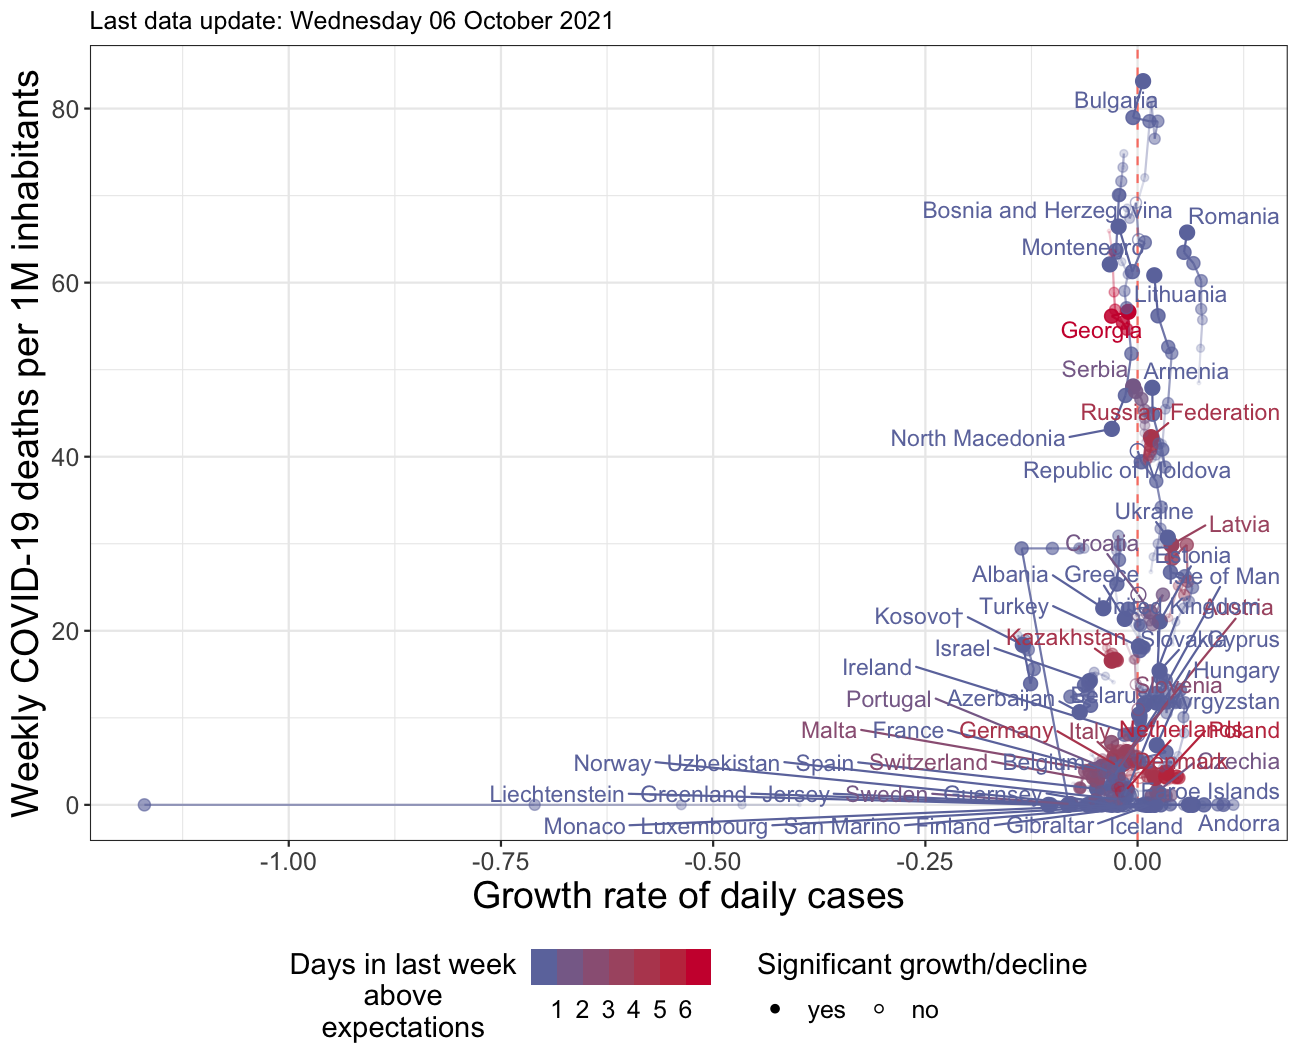 Last data update: Wednesday 06 October 2021
Weekly COVID-19 deaths per 1M inhabitants
80
60
40
20
0
Bulgaria
Bosnia and Herzegovina
Romania
Montenegro
Lithuania
Georgia
Serbia
Armenia
Russian Federation
North Macedonia
Republic of Moldova
Ukraine
Latvia
Croatia
Estonia
Albania
Greece
of Man
Turkey
United Kingdom
Austria
Kosovo†
Kazakhstan
Slovakia
Cyprus
Israel
Ireland
Hungary
Slovenia
Portugal
Azerbaijan
Belarus
Kyrgyzstan
Malta
France
Germany
Italy
Netherlands
Poland
Norway
Uzbekistan
Spain
Switzerland
Belgium
Denmark
Czechia
Liechtenstein
Greenland
Jersey
Sweden
Guernsey
Islands
Monaco
Luxembourg
San Marino
Finland
Gibraltar
Iceland
Andorra
-1.00 -0.75 -0.50 -0.25 0.00
Growth rate of daily cases
Days in last week
above
expectations
1 2 3 4 5 6
Significant growth/decline
yes no